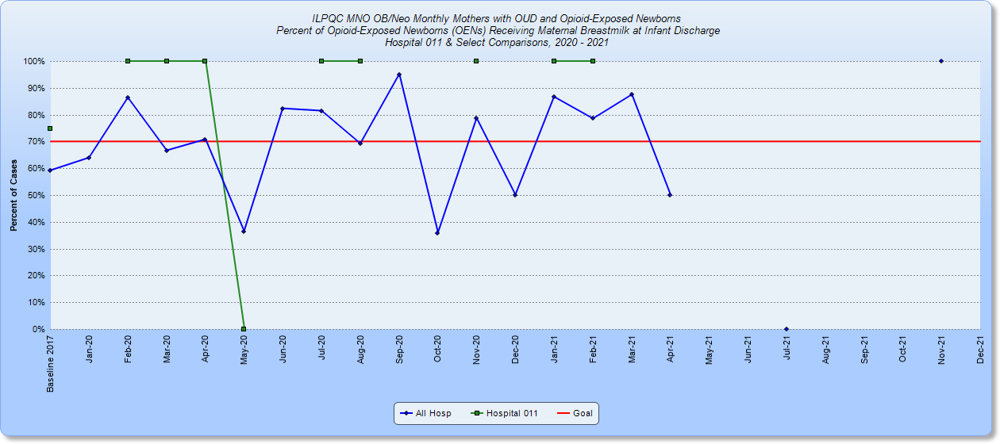 ILPQC MNO OB/Neo Monthly Mothers with OUD and Opioid-Exposed Newborns
Percent of Opioid-Exposed Newborns (OENs) Receiving Maternal Breastmilk at Infant Discharge
Hospital 011 & Select Comparisons, 2020 - 2021
Percent of Cases
100%
90%
80%
70%
60%
50%
40%
30%
20%
10%
0%
Baseline 2017
Jan-20
Feb-20
Mar-20
Apr-20
May-20
Jun-20
Jul-20
Aug-20
Sep-20
Oct-20
Nov-20
Dec-20
Jan-21
Feb-21
Mar-21
Apr-21
May-21
Jun-21
Jul-21
Aug-21
Sep-21
Oct-21
Nov-21
Dec-21
All Hosp
Hospital 011
Goal